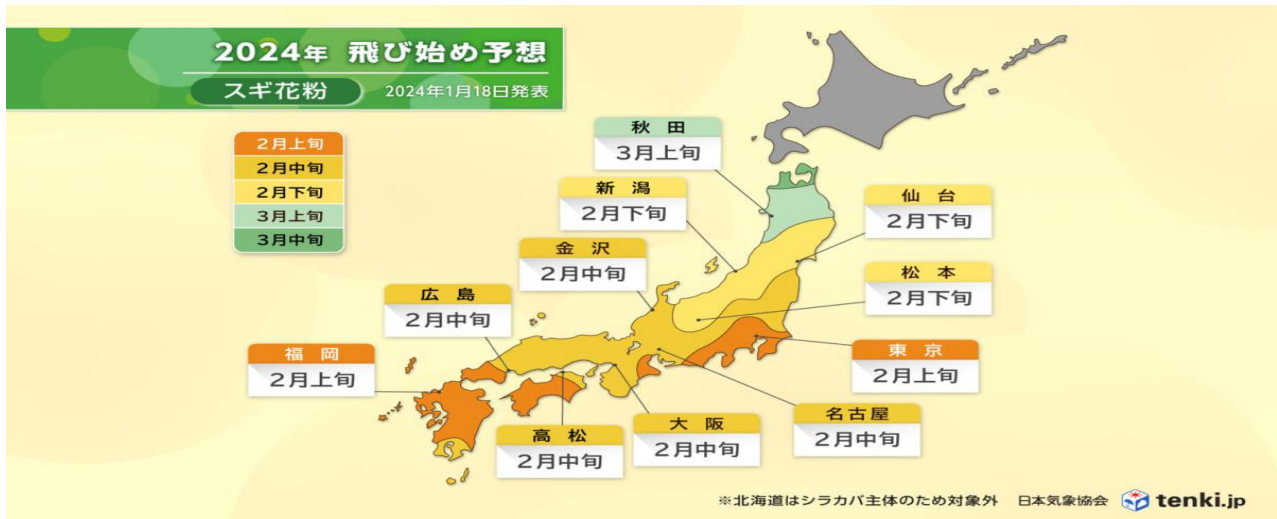 2024年 飛び始め予想
スギ花粉
2024年1月18日発表
2月上旬
2月中旬
2月下旬
3月上旬
3月中旬
秋田
3月上旬
新潟
2月下旬
仙台
2月下旬
金沢
2月中旬
松本
2月下旬
広島
2月中旬
福岡
2月上旬
東京
2月上旬
名古屋
2月中旬
大阪
2月中旬
高松
2月中旬
※北海道はシラカバ主体のため対象外 日本気象協会 tenki.jp